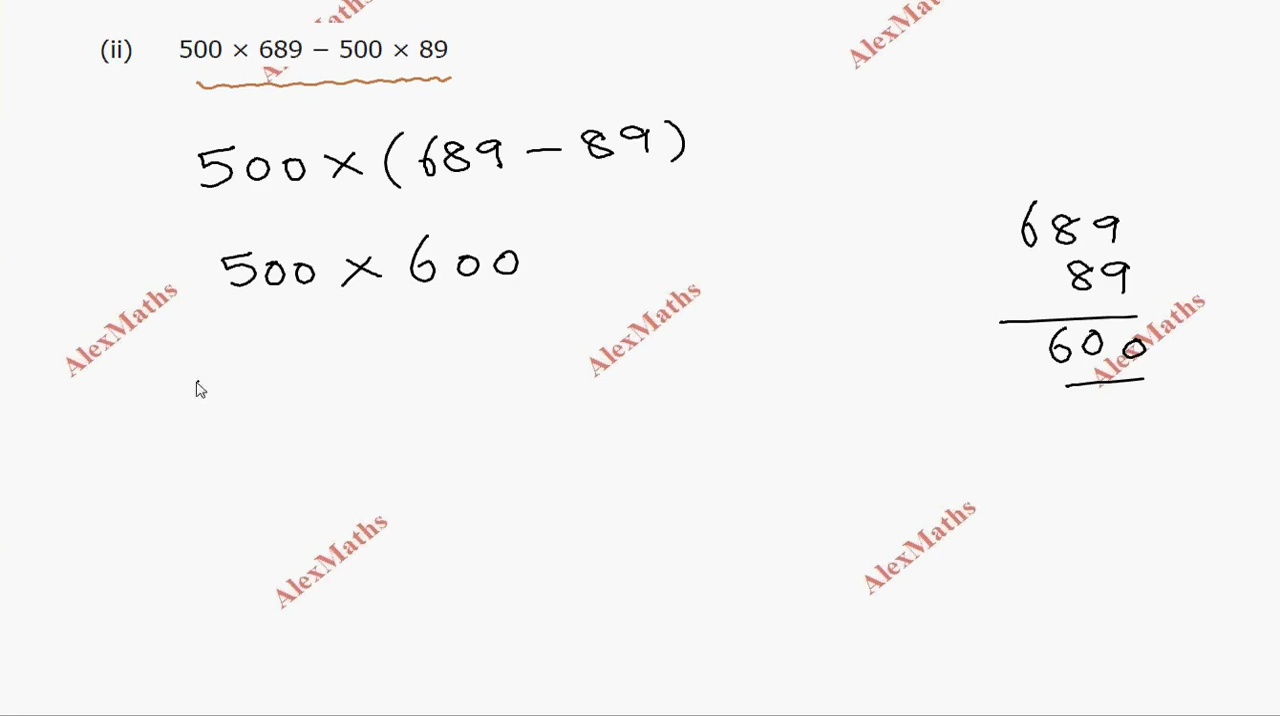 AlexMaths
(ii) 500 × 689 − 500 × 89
500 × (689 − 89)
500 × 600
689
89
600
AlexMaths
AlexMaths
AlexMaths
AlexMaths
AlexMaths